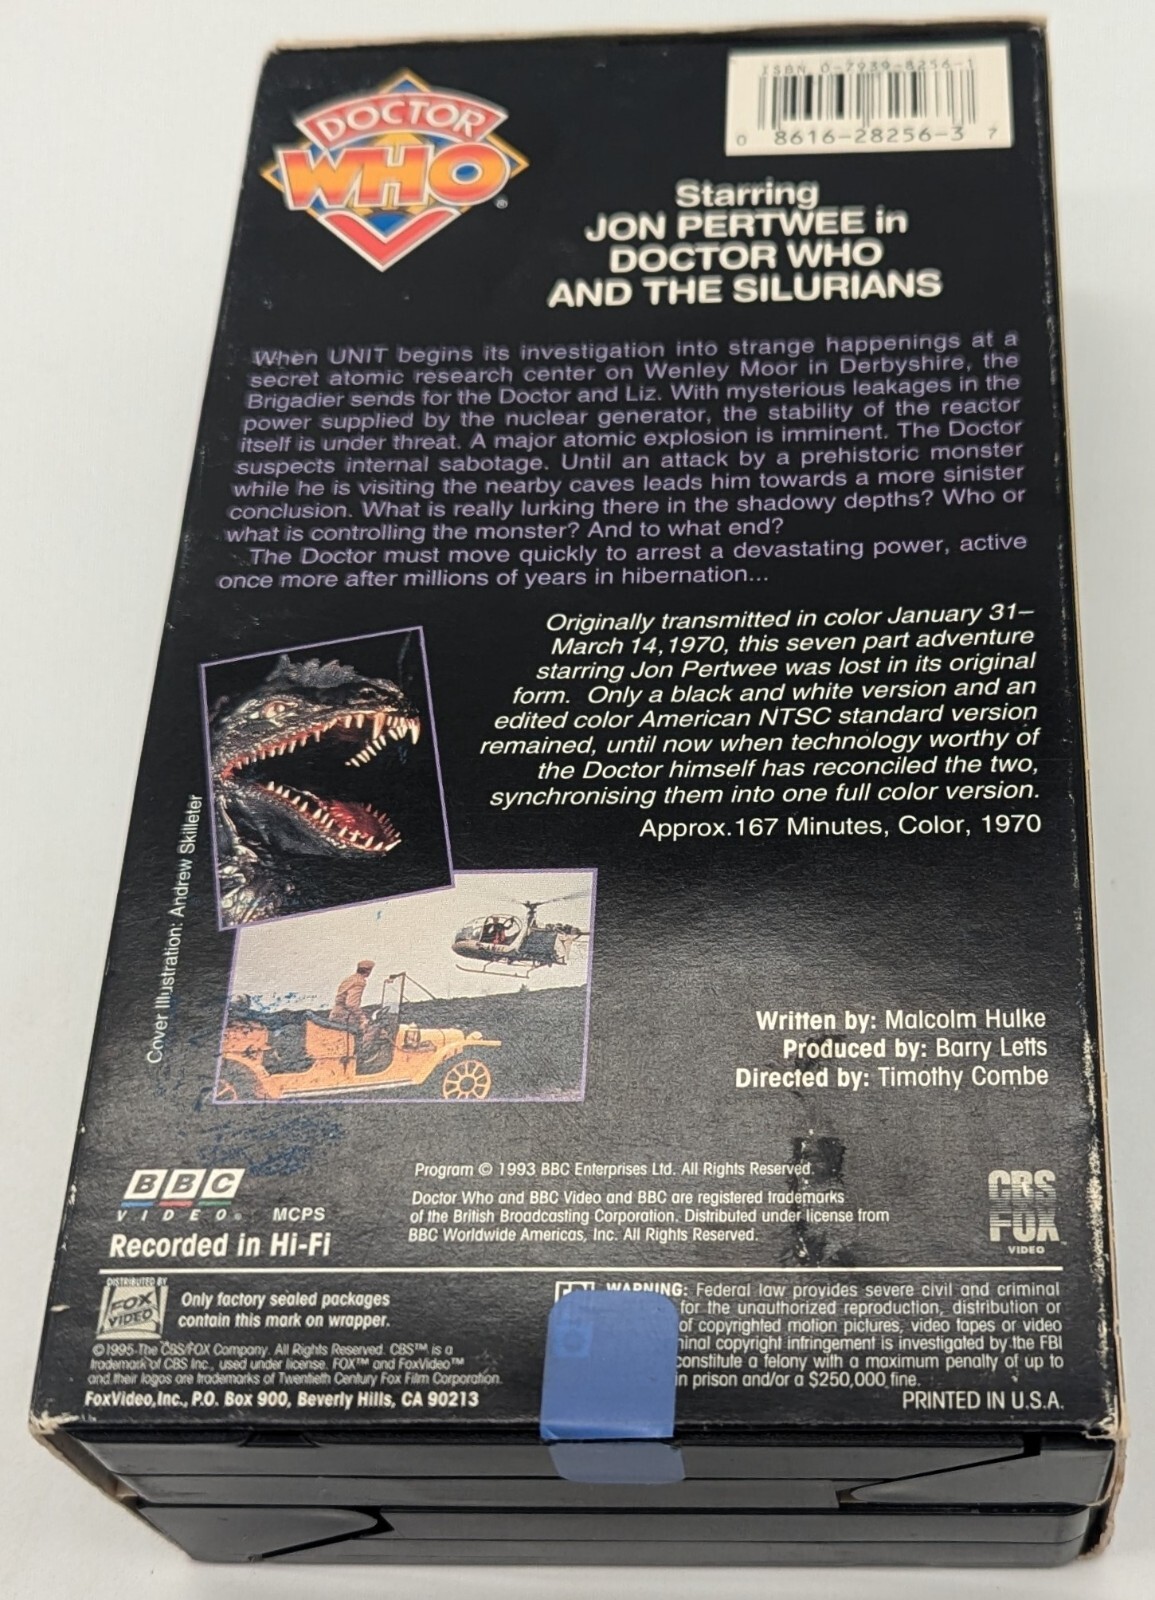 DOCTOR
WHO
®
ISBN 0-7939-8256-1
0 8616-28256-3 7
Starring
JON PERTWEE in
DOCTOR WHO
AND THE SILURIANS
When UNIT begins its investigation into strange happenings at a
secret atomic research center on Wenley Moor in Derbyshire, the
Brigadier sends for the Doctor and Liz. With mysterious leakages in the
power supplied by the nuclear generator, the stability of the reactor
itself is under threat. A major atomic explosion is imminent. The Doctor
suspects internal sabotage. Until an attack by a prehistoric monster
while he is visiting the nearby caves leads him towards a more sinister
conclusion. What is really lurking there in the shadowy depths? Who or
what is controlling the monster? And to what end?
The Doctor must move quickly to arrest a devastating power, active
once more after millions of years in hibernation...
Originally transmitted in color January 31–
March 14,1970, this seven part adventure
starring Jon Pertwee was lost in its original
form. Only a black and white version and an
edited color American NTSC standard version
remained, until now when technology worthy of
the Doctor himself has reconciled the two,
synchronising them into one full color version.
Approx.167 Minutes, Color, 1970
Cover Illustration: Andrew Skilleter
Written by: Malcolm Hulke
Produced by: Barry Letts
Directed by: Timothy Combe
BBC
VIDEO® MCPS
Recorded in Hi-Fi
Program © 1993 BBC Enterprises Ltd. All Rights Reserved.
Doctor Who and BBC Video and BBC are registered trademarks
of the British Broadcasting Corporation. Distributed under license from
BBC Worldwide Americas, Inc. All Rights Reserved.
CBS
FOX™
VIDEO
DISTRIBUTED BY
FOX
VIDEO
Only factory sealed packages
contain this mark on wrapper.
©1995 The CBS/FOX Company. All Rights Reserved. CBS™ is a
trademark of CBS Inc., used under license. FOX™ and FoxVideo™
and their logos are trademarks of Twentieth Century Fox Film Corporation.
FoxVideo,Inc., P.O. Box 900, Beverly Hills, CA 90213
FBI WARNING: Federal law provides severe civil and criminal
for the unauthorized reproduction, distribution or
of copyrighted motion pictures, video tapes or video
copyright infringement is investigated by the FBI
constitute a felony with a maximum penalty of up to
in prison and/or a $250,000 fine.
PRINTED IN U.S.A.